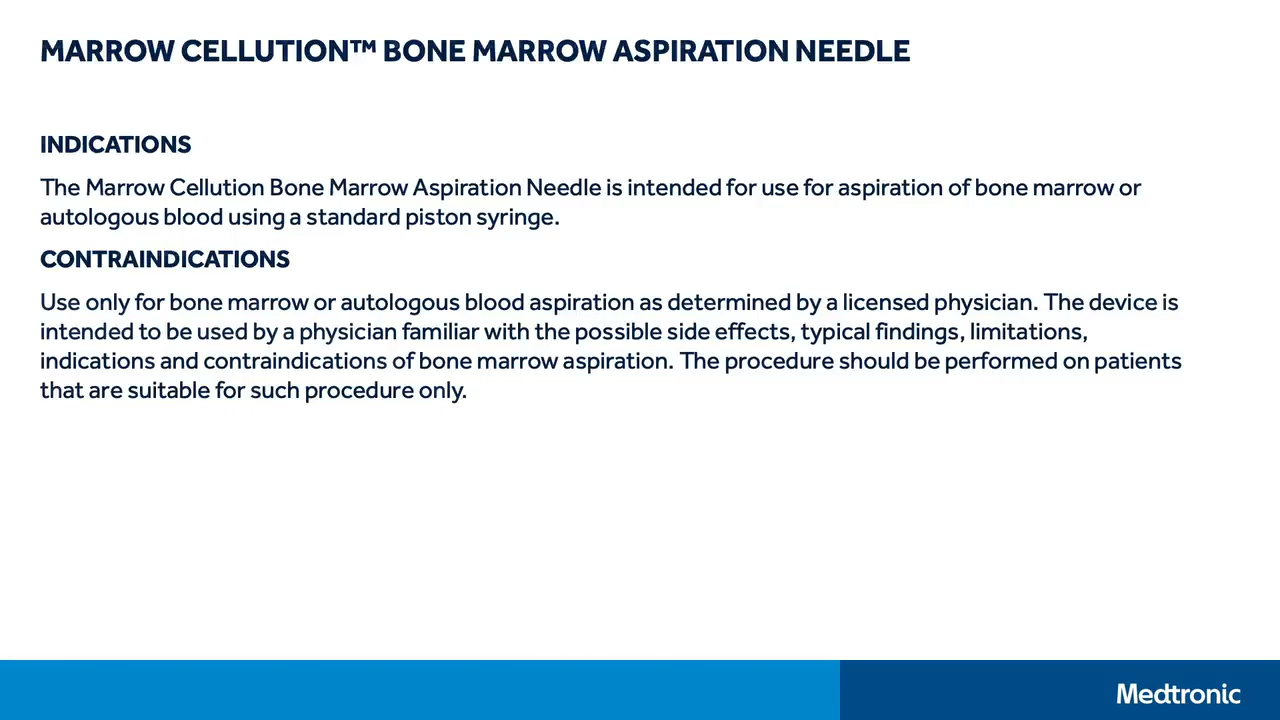 MARROW CELLUTION™ BONE MARROW ASPIRATION NEEDLE
INDICATIONS
The Marrow Cellution Bone Marrow Aspiration Needle is intended for use for aspiration of bone marrow or
autologous blood using a standard piston syringe.
CONTRAINDICATIONS
Use only for bone marrow or autologous blood aspiration as determined by a licensed physician. The device is
intended to be used by a physician familiar with the possible side effects, typical findings, limitations,
indications and contraindications of bone marrow aspiration. The procedure should be performed on patients
that are suitable for such procedure only.
Medtronic